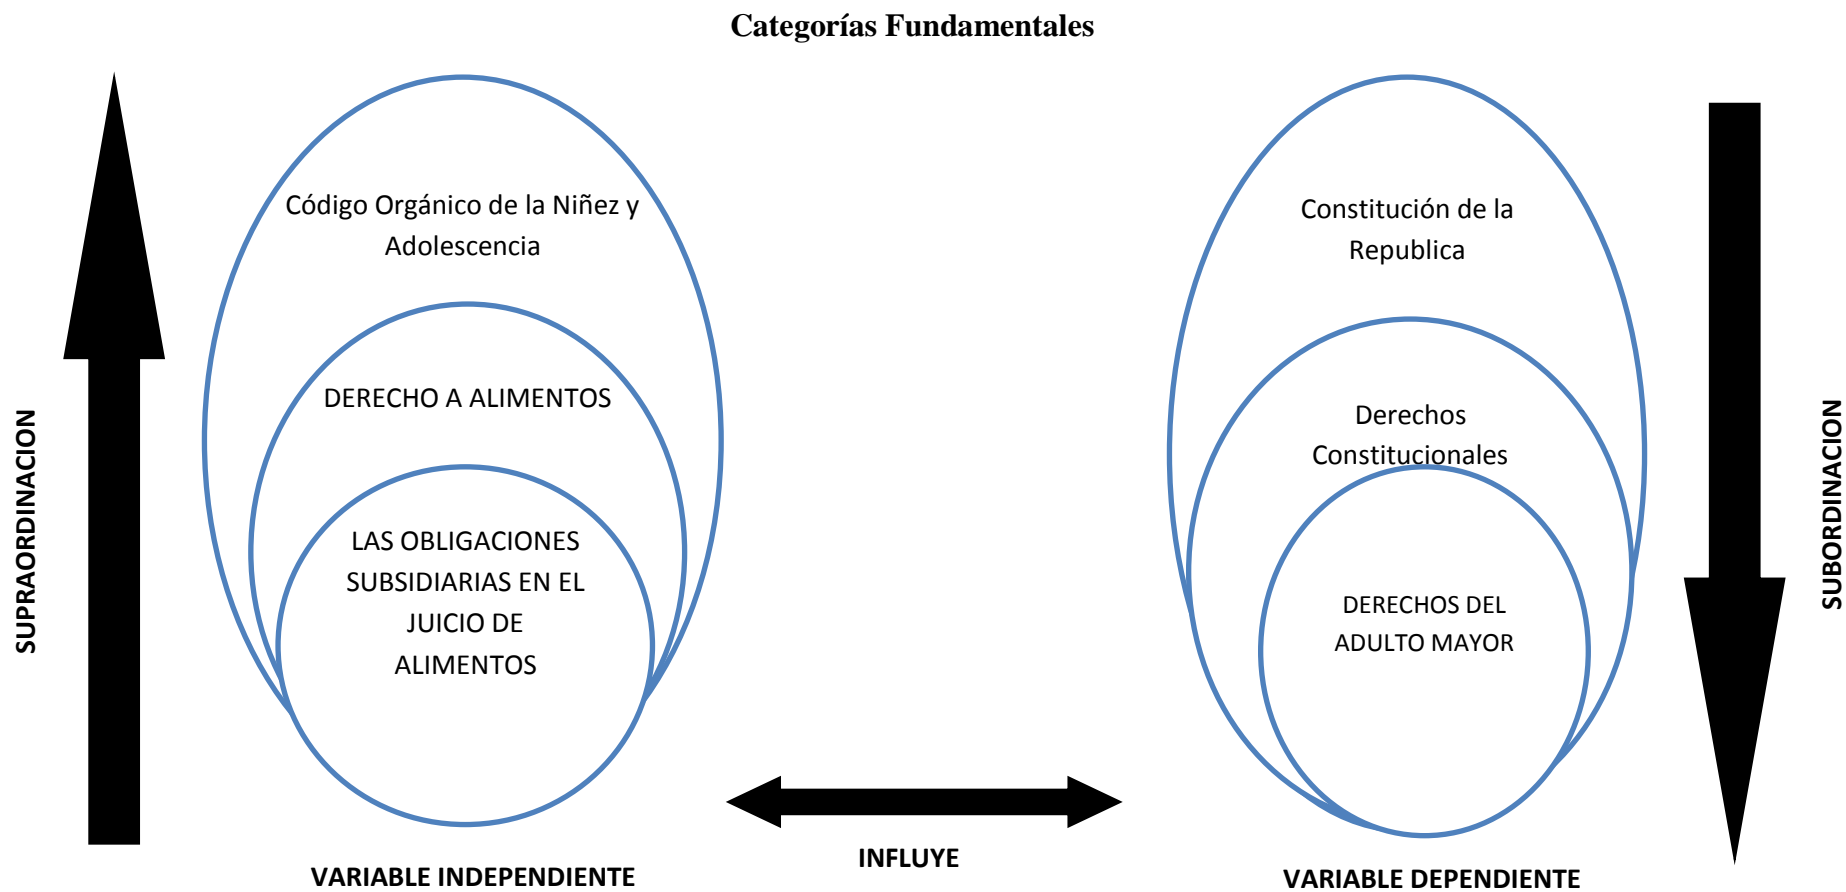 Categorías Fundamentales
SUPRAORDINACION
Código Orgánico de la Niñez y
Adolescencia
DERECHO A ALIMENTOS
LAS OBLIGACIONES
SUBSIDIARIAS EN EL
JUICIO DE
ALIMENTOS
VARIABLE INDEPENDIENTE
INFLUYE
Constitución de la
Republica
Derechos
Constitucionales
DERECHOS DEL
ADULTO MAYOR
VARIABLE DEPENDIENTE
SUBORDINACION